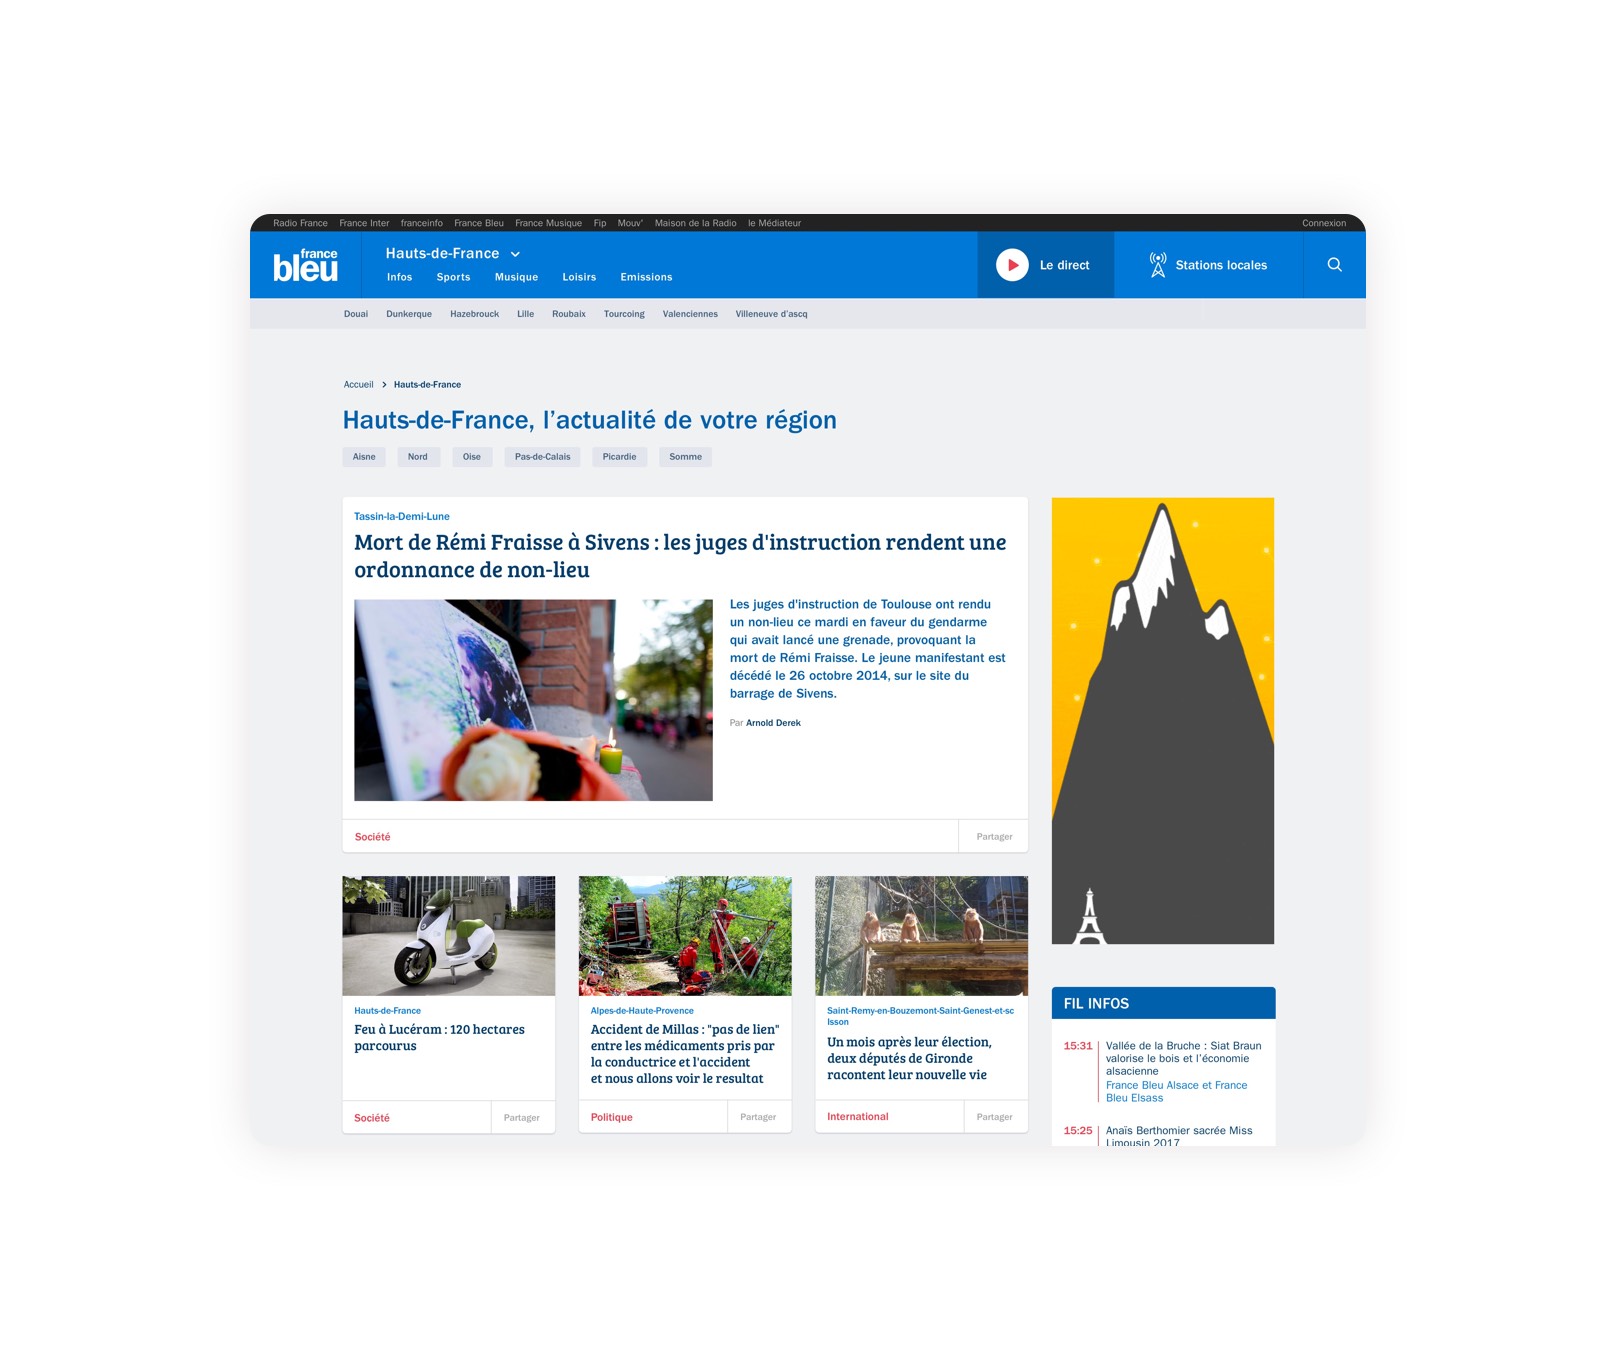 Radio France France Inter franceinfo France Bleu France Musique Fip Mouv' Maison de la Radio le Médiateur Connexion
france
bleu
Hauts-de-France
Infos Sports Musique Loisirs Emissions
Le direct
Stations locales
Douai Dunkerque Hazebrouck Lille Roubaix Tourcoing Valenciennes Villeneuve d'ascq
Accueil > Hauts-de-France
Hauts-de-France, l’actualité de votre région
Aisne Nord Oise Pas-de-Calais Picardie Somme
Tassin-la-Demi-Lune
Mort de Rémi Fraisse à Sivens : les juges d'instruction rendent une
ordonnance de non-lieu
Les juges d'instruction de Toulouse ont rendu
un non-lieu ce mardi en faveur du gendarme
qui avait lancé une grenade, provoquant la
mort de Rémi Fraisse. Le jeune manifestant est
décédé le 26 octobre 2014, sur le site du
barrage de Sivens.
Par Arnold Derek
Société
Partager
Hauts-de-France
Feu à Lucéram : 120 hectares
parcourus
Société
Partager
Alpes-de-Haute-Provence
Accident de Millas : "pas de lien"
entre les médicaments pris par
la conductrice et l'accident
et nous allons voir le resultat
Politique
Partager
Saint-Remy-en-Bouzemont-Saint-Genest-et-sc
Isson
Un mois après leur élection,
deux députés de Gironde
racontent leur nouvelle vie
International
Partager
FIL INFOS
15:31 Vallée de la Bruche : Siat Braun
valorise le bois et l’économie
alsacienne
France Bleu Alsace et France
Bleu Elsass
15:25 Anaïs Berthomier sacrée Miss
Limousin 2017